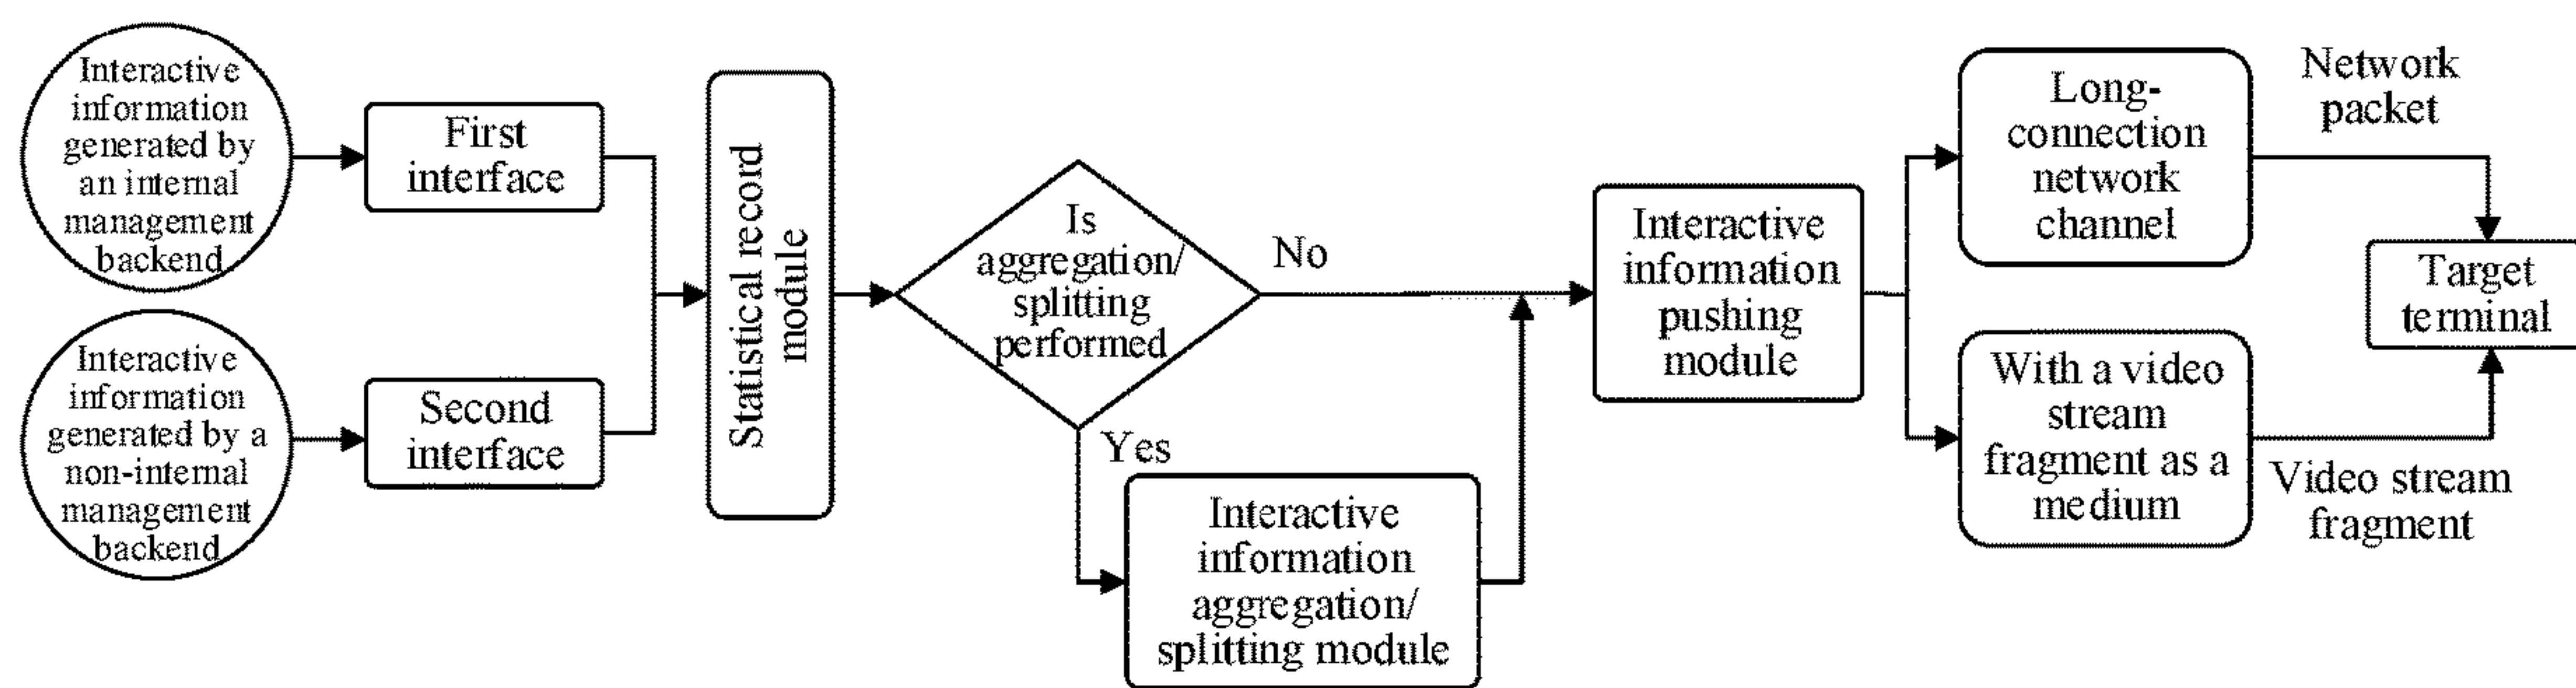 Interactive
information
generated by
an internal
management
backend
First
interface
Interactive
information
generated by a
non-internal
management
backend
Second
interface
Statistical record
module
Is
aggregation/
splitting
performed
No
Yes
Interactive
information
aggregation/
splitting module
Interactive
information
pushing
module
Long-
connection
network
channel
Network
packet
With a video
stream
fragment as a
medium
Video stream
fragment
Target
terminal